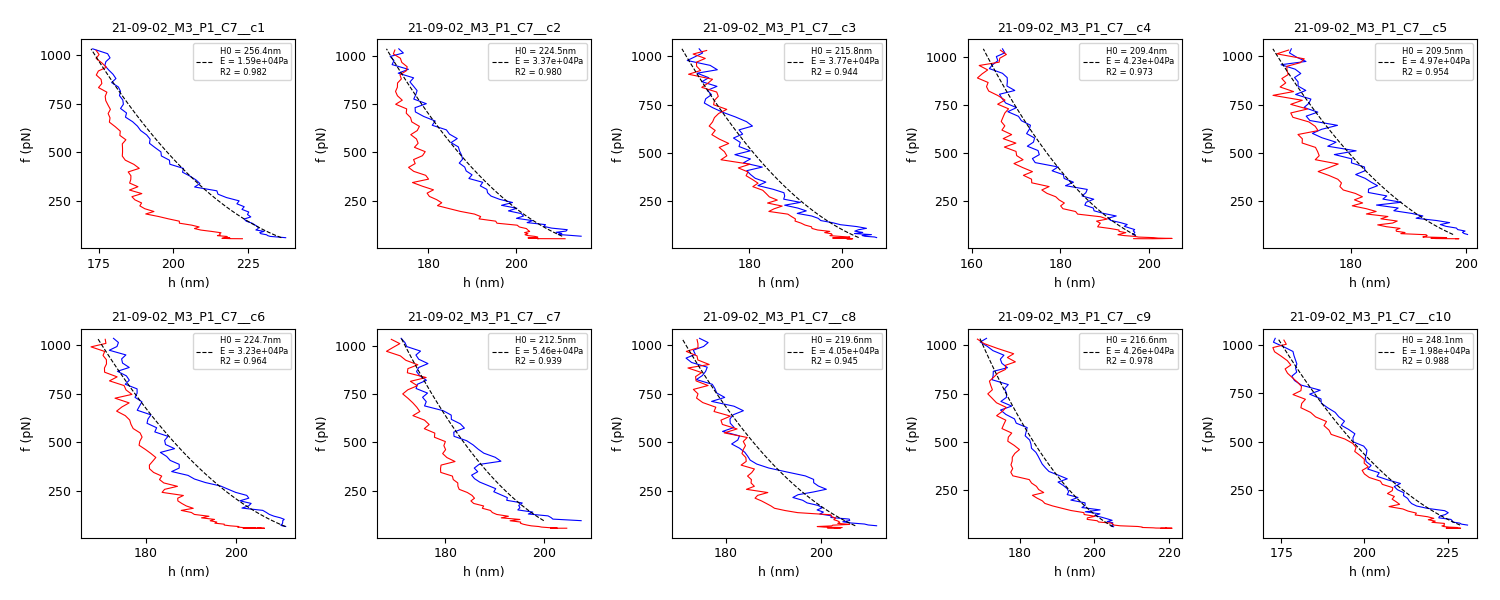 21-09-02_M3_P1_C7__c1
H0 = 256.4nm
E = 1.59e+04Pa
R2 = 0.982
f (pN)
1000
750
500
250
175
200
225
h (nm)
21-09-02_M3_P1_C7__c2
H0 = 224.5nm
E = 3.37e+04Pa
R2 = 0.980
f (pN)
1000
750
500
250
180
200
h (nm)
21-09-02_M3_P1_C7__c3
H0 = 215.8nm
E = 3.77e+04Pa
R2 = 0.944
f (pN)
1000
750
500
250
180
200
h (nm)
21-09-02_M3_P1_C7__c4
H0 = 209.4nm
E = 4.23e+04Pa
R2 = 0.973
f (pN)
1000
750
500
250
160
180
200
h (nm)
21-09-02_M3_P1_C7__c5
H0 = 209.5nm
E = 4.97e+04Pa
R2 = 0.954
f (pN)
1000
750
500
250
180
200
h (nm)
21-09-02_M3_P1_C7__c6
H0 = 224.7nm
E = 3.23e+04Pa
R2 = 0.964
f (pN)
1000
750
500
250
180
200
h (nm)
21-09-02_M3_P1_C7__c7
H0 = 212.5nm
E = 5.46e+04Pa
R2 = 0.939
f (pN)
1000
750
500
250
180
200
h (nm)
21-09-02_M3_P1_C7__c8
H0 = 219.6nm
E = 4.05e+04Pa
R2 = 0.945
f (pN)
1000
750
500
250
180
200
h (nm)
21-09-02_M3_P1_C7__c9
H0 = 216.6nm
E = 4.26e+04Pa
R2 = 0.978
f (pN)
1000
750
500
250
180
200
220
h (nm)
21-09-02_M3_P1_C7__c10
H0 = 248.1nm
E = 1.98e+04Pa
R2 = 0.988
f (pN)
1000
750
500
250
175
200
225
h (nm)